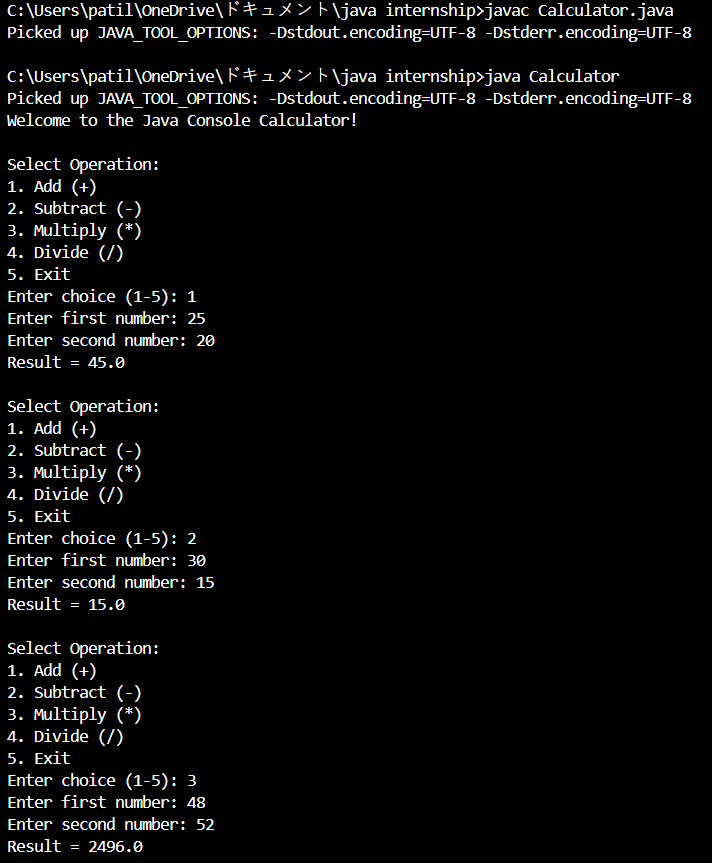 C:\Users\patil\OneDrive\ドキュメント\java internship>javac Calculator.java
Picked up JAVA_TOOL_OPTIONS: -Dstdout.encoding=UTF-8 -Dstderr.encoding=UTF-8
C:\Users\patil\OneDrive\ドキュメント\java internship>java Calculator
Picked up JAVA_TOOL_OPTIONS: -Dstdout.encoding=UTF-8 -Dstderr.encoding=UTF-8
Welcome to the Java Console Calculator!
Select Operation:
1. Add (+)
2. Subtract (-)
3. Multiply (*)
4. Divide (/)
5. Exit
Enter choice (1-5): 1
Enter first number: 25
Enter second number: 20
Result = 45.0
Select Operation:
1. Add (+)
2. Subtract (-)
3. Multiply (*)
4. Divide (/)
5. Exit
Enter choice (1-5): 2
Enter first number: 30
Enter second number: 15
Result = 15.0
Select Operation:
1. Add (+)
2. Subtract (-)
3. Multiply (*)
4. Divide (/)
5. Exit
Enter choice (1-5): 3
Enter first number: 48
Enter second number: 52
Result = 2496.0